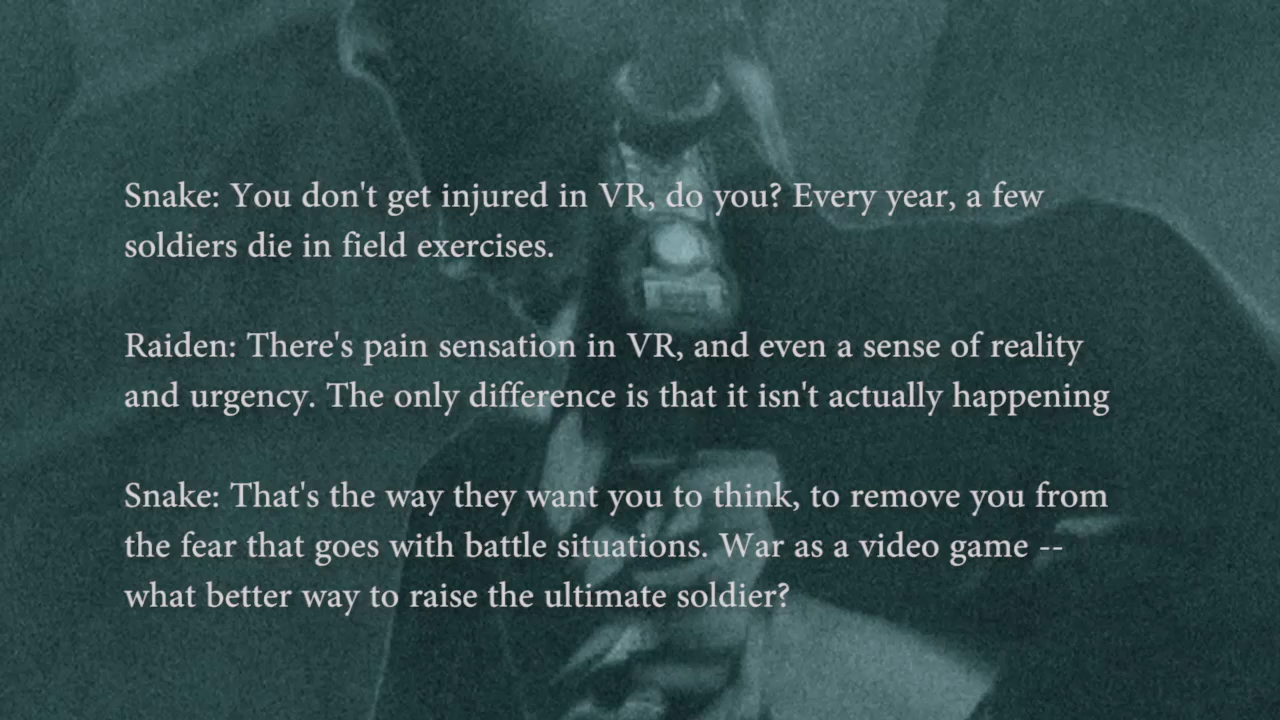 Snake: You don't get injured in VR, do you? Every year, a few
soldiers die in field exercises.
Raiden: There's pain sensation in VR, and even a sense of reality
and urgency. The only difference is that it isn't actually happening
Snake: That's the way they want you to think, to remove you from
the fear that goes with battle situations. War as a video game --
what better way to raise the ultimate soldier?